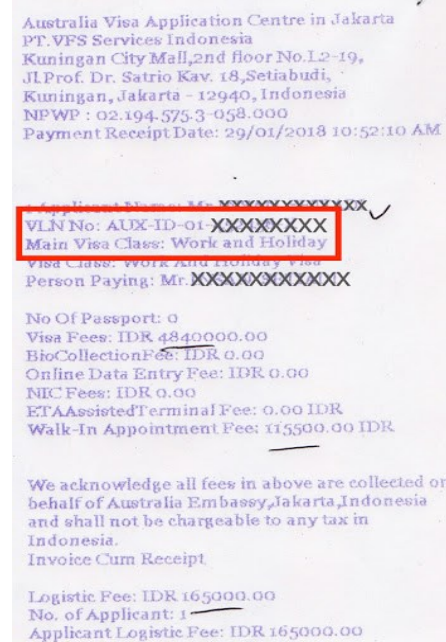 Australia Visa Application Centre in Jakarta
PT.VFS Services Indonesia
Kuningan City Mall,2nd floor No.L2-19,
Jl.Prof. Dr. Satrio Kav. 18,Setiabudi,
Kuningan, Jakarta - 12940, Indonesia
NPWP : 02.194.575.3-058.000
Payment Receipt Date: 29/01/2018 10:52:10 AM
Applicant Name: Mr.XXXXXXXXXXXX
VLN No: AUX-ID-01-XXXXXXXX
Main Visa Class: Work and Holiday
Visa Class: Work And Holiday Visa
Person Paying: Mr.XXXXXXXXXXXX
No Of Passport: 0
Visa Fees: IDR 4840000.00
BioCollectionFee: IDR 0.00
Online Data Entry Fee: IDR 0.00
NIC Fees: IDR 0.00
ETAAssistedTerminal Fee: 0.00 IDR
Walk-In Appointment Fee: 115500.00 IDR
We acknowledge all fees in above are collected on
behalf of Australia Embassy,Jakarta,Indonesia
and shall not be chargeable to any tax in
Indonesia.
Invoice Cum Receipt
Logistic Fee: IDR 165000.00
No. of Applicant: 1
Applicant Logistic Fee: IDR 165000.00